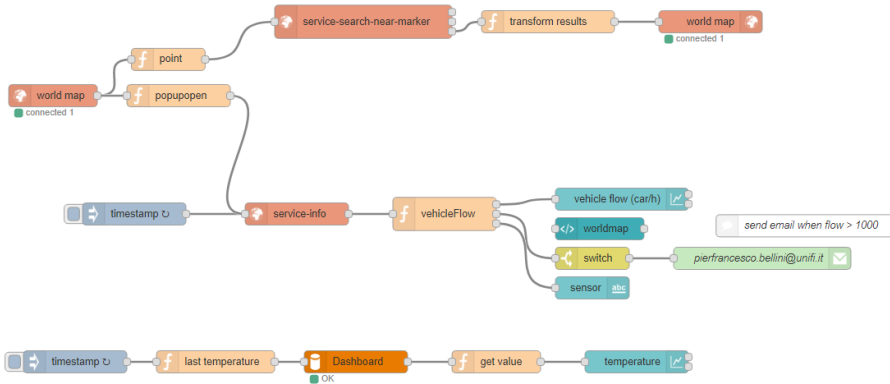 service-search-near-marker
transform results
world map
connected 1
point
world map
connected 1
popupopen
timestamp ↻
service-info
vehicleFlow
vehicle flow (car/h)
worldmap
send email when flow > 1000
switch
pierfrancesco.bellini@unifi.it
sensor
abc
timestamp ↻
last temperature
Dashboard
OK
get value
temperature